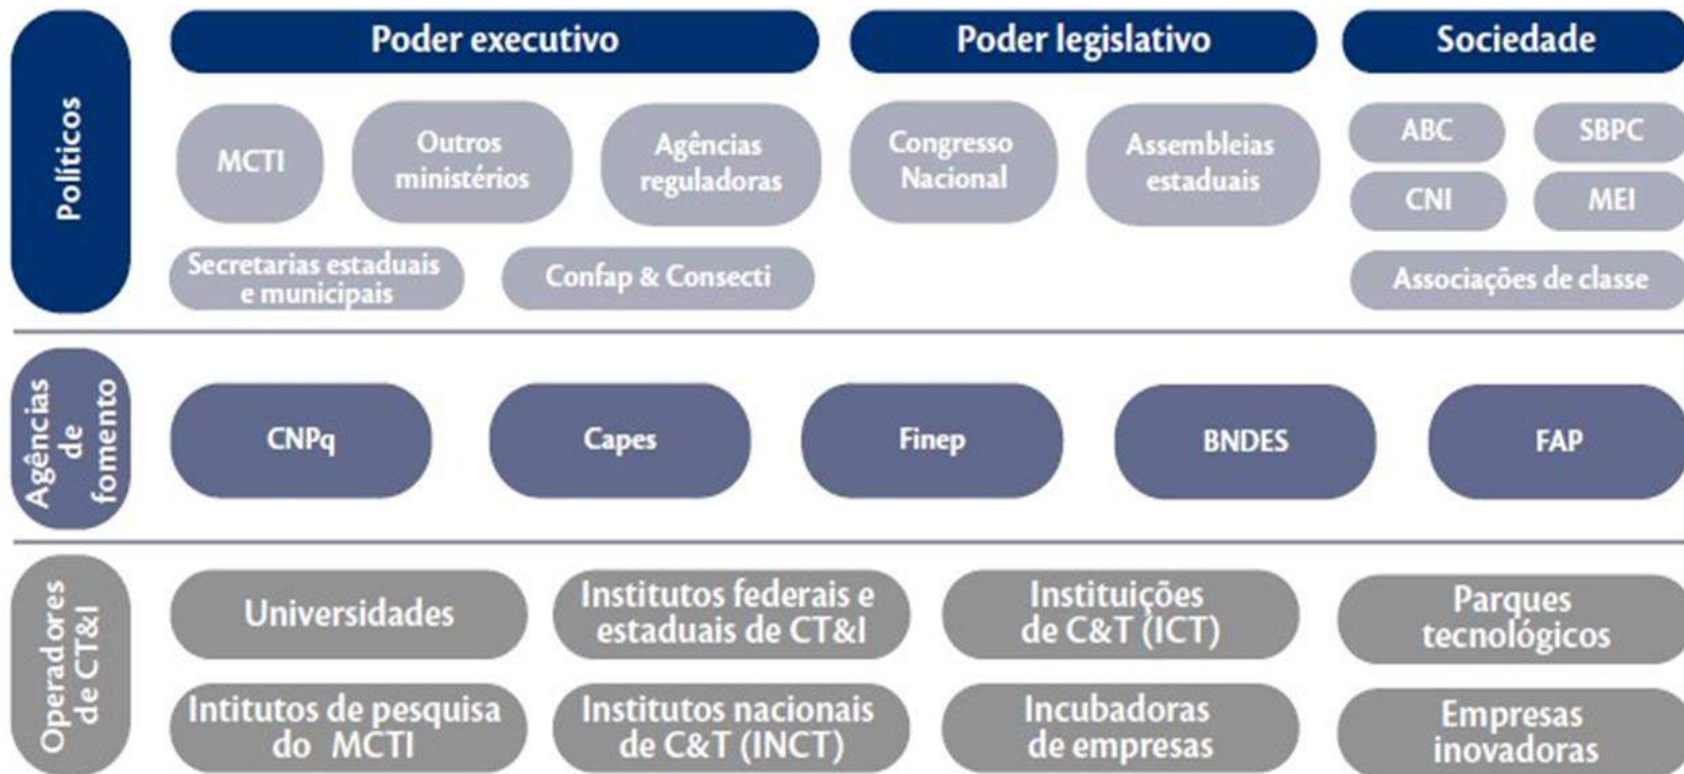 Políticos
Poder executivo
Poder legislativo
Sociedade
MCTI
Outros
ministérios
Agências
reguladoras
Congresso
Nacional
Assembleias
estaduais
ABC
SBPC
CNI
MEI
Secretarias estaduais
e municipais
Confap & Consecti
Associações de classe
Agências
de
fomento
CNPq
Capes
Finep
BNDES
FAP
Operadores
de CT&I
Universidades
Institutos federais e
estaduais de CT&I
Instituições
de C&T (ICT)
Parques
tecnológicos
Intitutos de pesquisa
do MCTI
Institutos nacionais
de C&T (INCT)
Incubadoras
de empresas
Empresas
inovadoras